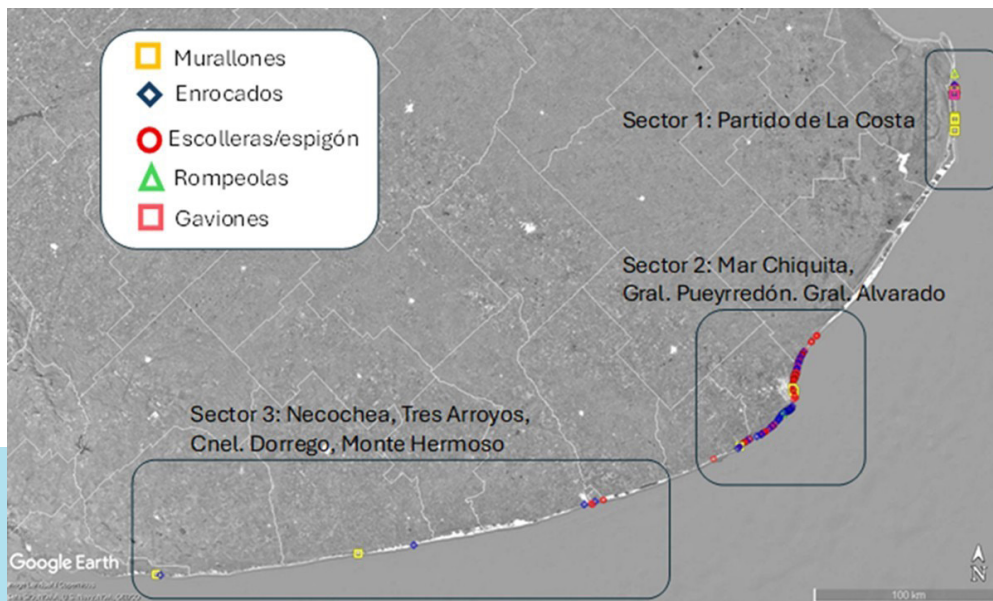 Murallones
Enrocados
Escolleras/espigón
Rompeolas
Gaviones
Sector 1: Partido de La Costa
Sector 2: Mar Chiquita,
Gral. Pueyrredón. Gral. Alvarado
Sector 3: Necochea, Tres Arroyos,
Cnel. Dorrego, Monte Hermoso
Google Earth
N
100 km